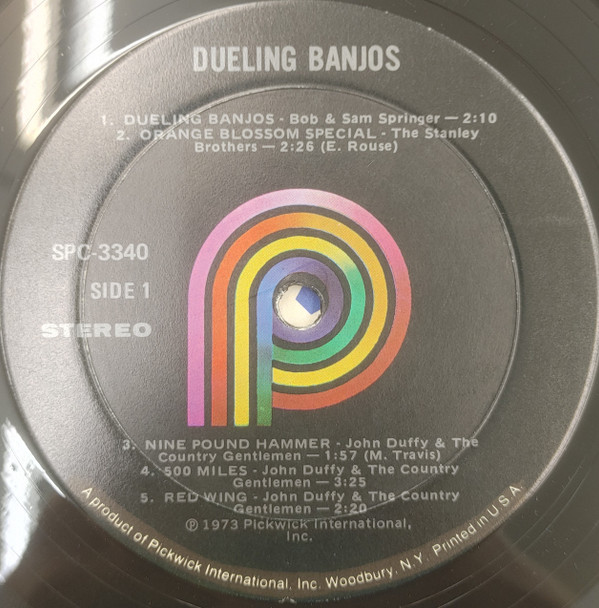 DUELING BANJOS
1. DUELING BANJOS - Bob & Sam Springer — 2:10
2. ORANGE BLOSSOM SPECIAL - The Stanley
Brothers — 2:26 (E. Rouse)
SPC-3340
SIDE 1
STEREO
3. NINE POUND HAMMER - John Duffy & The
Country Gentlemen — 1:57 (M. Travis)
4. 500 MILES - John Duffy & The Country
Gentlemen — 3:25
5. RED WING - John Duffy & The Country
Gentlemen — 2:20
℗ 1973 Pickwick International,
Inc.
A product of Pickwick International, Inc. Woodbury, N.Y. Printed in U.S.A.